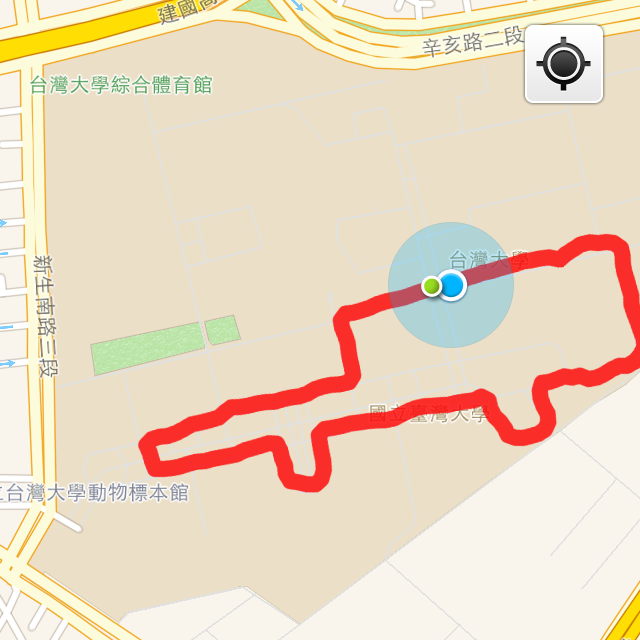 建國高
辛亥路二段
台灣大學綜合體育館
台灣大學
新生南路三段
國立臺灣大學
立台灣大學動物標本館